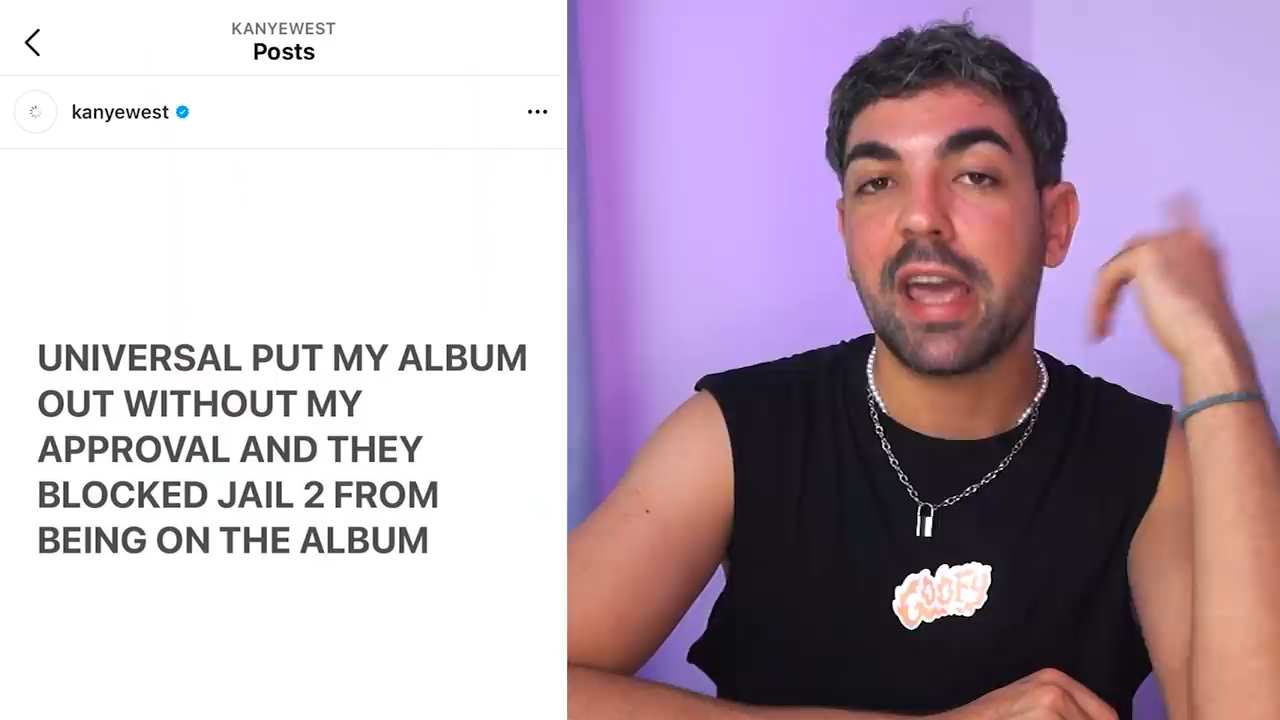 KANYEWEST
Posts
kanyewest
UNIVERSAL PUT MY ALBUM
OUT WITHOUT MY
APPROVAL AND THEY
BLOCKED JAIL 2 FROM
BEING ON THE ALBUM
GOOFY